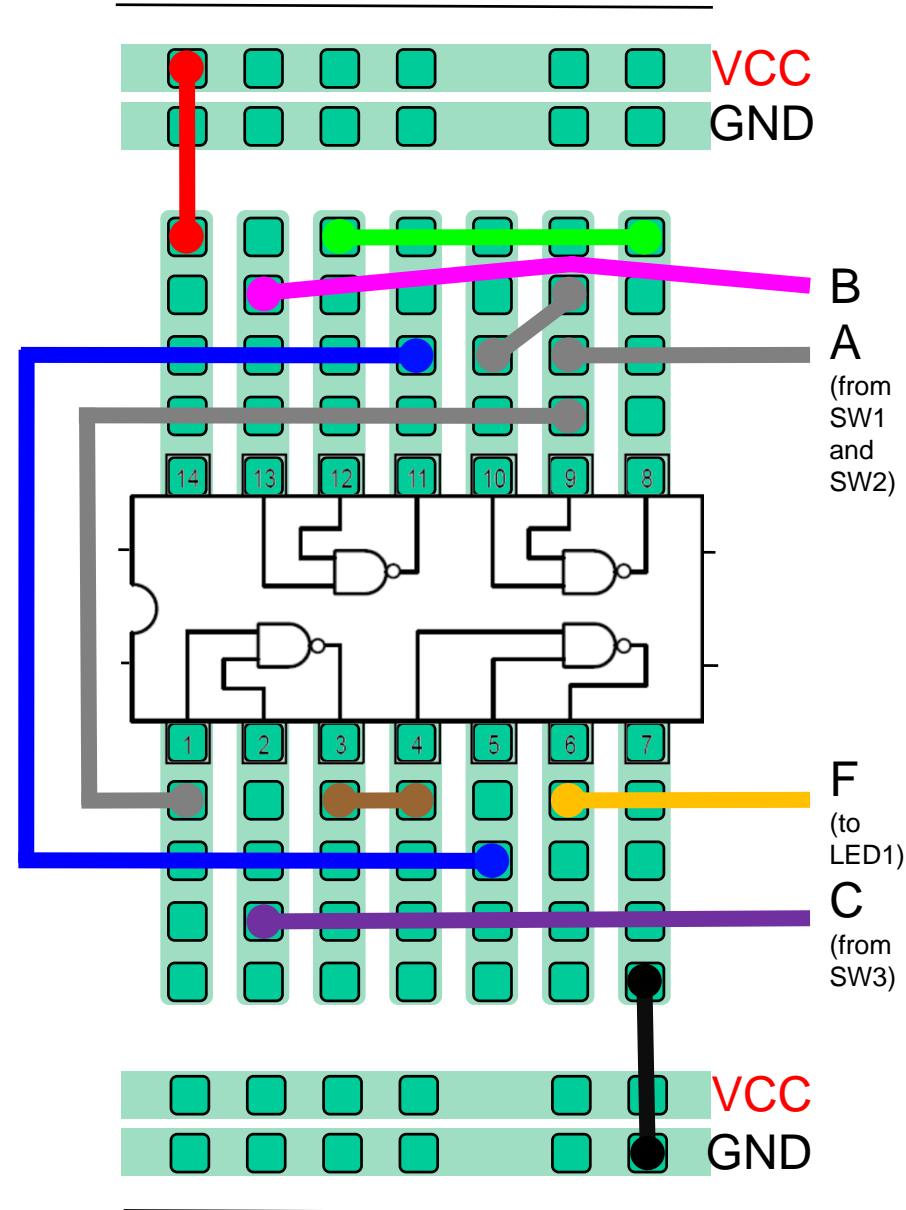 VCC
GND
B
A
(from
SW1
and
SW2)
14 13 12 11 10 9 8
1 2 3 4 5 6 7
F
(to
LED1)
C
(from
SW3)
VCC
GND